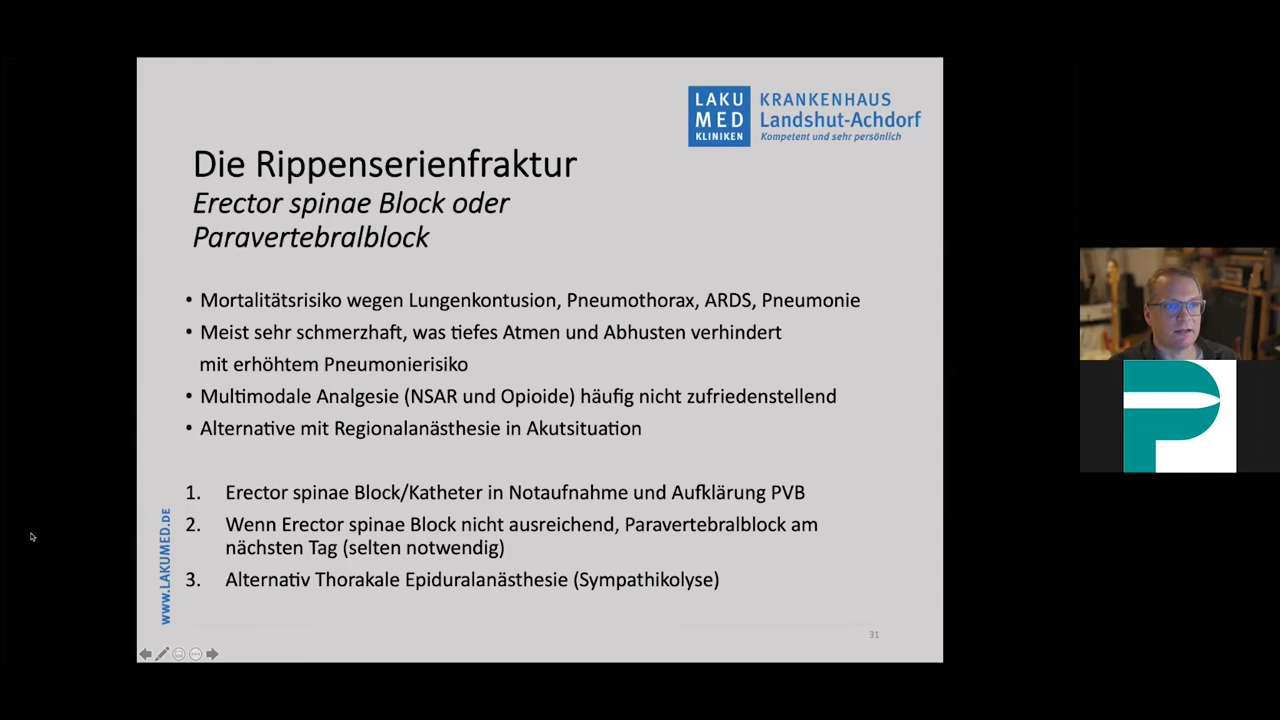 LAKU
MED
KLINIKEN
KRANKENHAUS
Landshut-Achdorf
Kompetent und sehr persönlich
Die Rippenserienfraktur
Erector spinae Block oder
Paravertebralblock
• Mortalitätsrisiko wegen Lungenkontusion, Pneumothorax, ARDS, Pneumonie
• Meist sehr schmerzhaft, was tiefes Atmen und Abhusten verhindert
mit erhöhtem Pneumonierisiko
• Multimodale Analgesie (NSAR und Opioide) häufig nicht zufriedenstellend
• Alternative mit Regionalanästhesie in Akutsituation
1. Erector spinae Block/Katheter in Notaufnahme und Aufklärung PVB
2. Wenn Erector spinae Block nicht ausreichend, Paravertebralblock am
nächsten Tag (selten notwendig)
3. Alternativ Thorakale Epiduralanästhesie (Sympathikolyse)
www.LAKUMED.DE
31
P